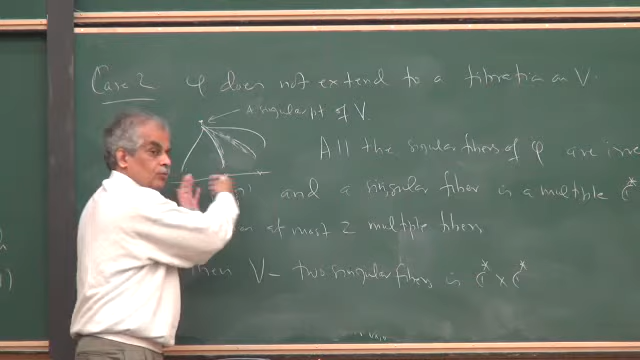 Case 2 φ does not extend to a fibration on V.
A singular pt of V.
All the singular fibers of φ are irre
and a singular fiber is a multiple ℂ*
at most 2 multiple fibers
then V - two singular fibers is ℂ* × ℂ*